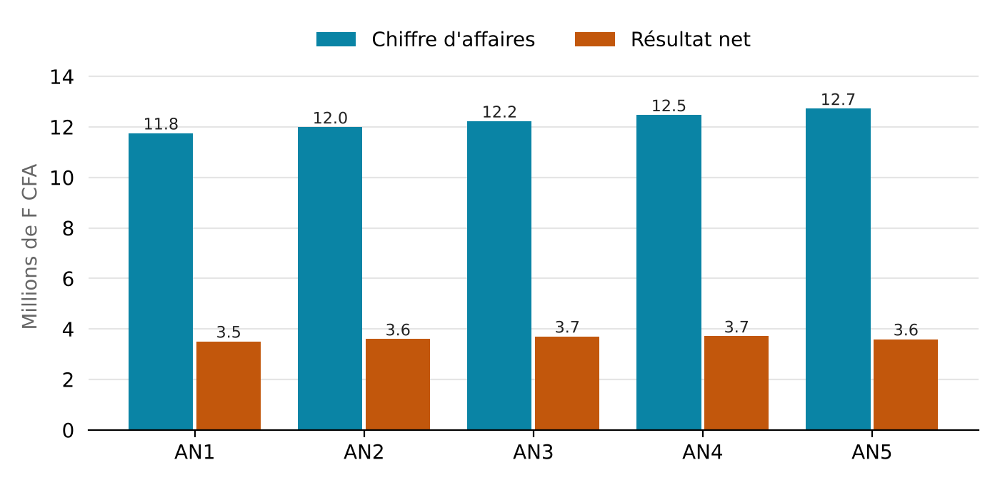 Chiffre d'affaires
Résultat net
Millions de F CFA
14
12
10
8
6
4
2
0
11.8
3.5
12.0
3.6
12.2
3.7
12.5
3.7
12.7
3.6
AN1
AN2
AN3
AN4
AN5